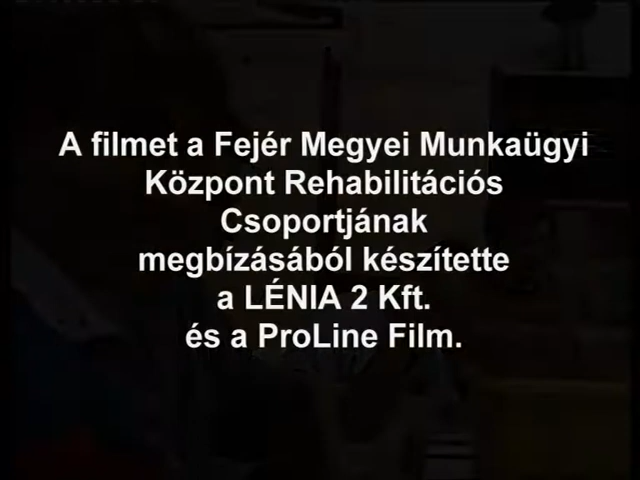 A filmet a Fejér Megyei Munkaügyi
Központ Rehabilitációs
Csoportjának
megbízásából készítette
a LÉNIA 2 Kft.
és a ProLine Film.